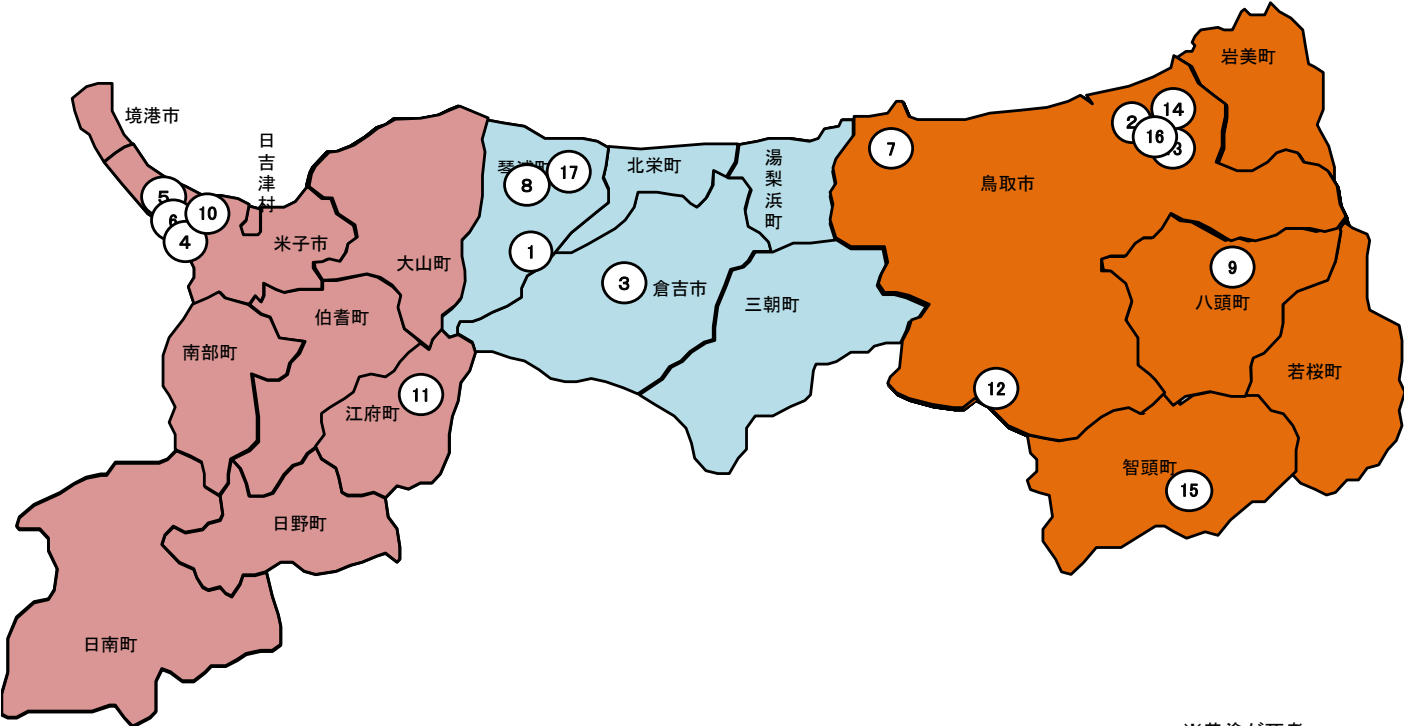 岩美町
境港市
14
2
16
日吉津村
7
湯梨浜町
北栄町
17
8
鳥取市
5
10
6
4
米子市
1
大山町
9
3
倉吉市
八頭町
三朝町
伯耆町
南部町
若桜町
12
11
江府町
智頭町
15
日野町
日南町